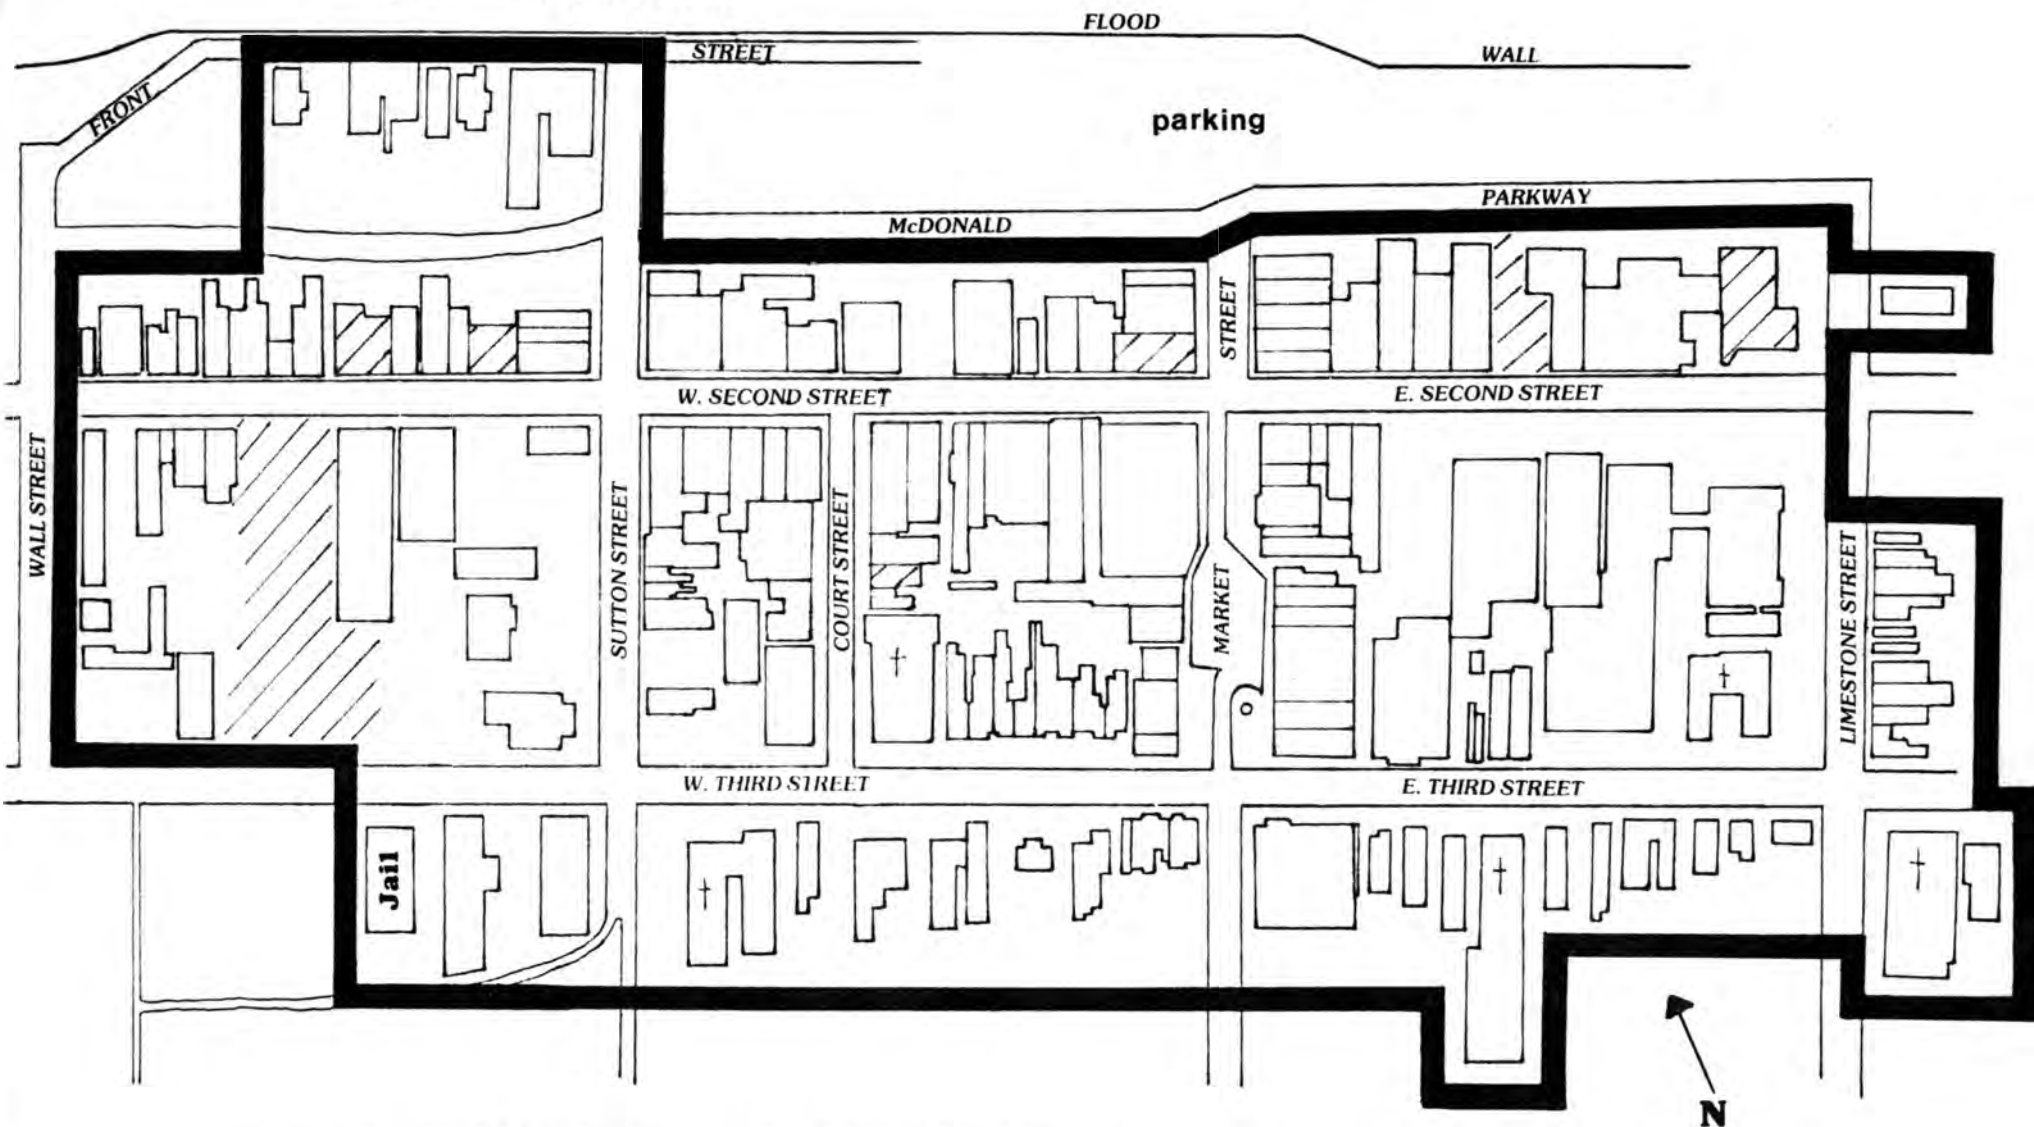 FLOOD
WALL
STREET
FRONT
parking
PARKWAY
McDONALD
STREET
W. SECOND STREET
E. SECOND STREET
WALL STREET
SUTTON STREET
COURT STREET
MARKET
LIMESTONE STREET
W. THIRD STREET
E. THIRD STREET
Jail
N